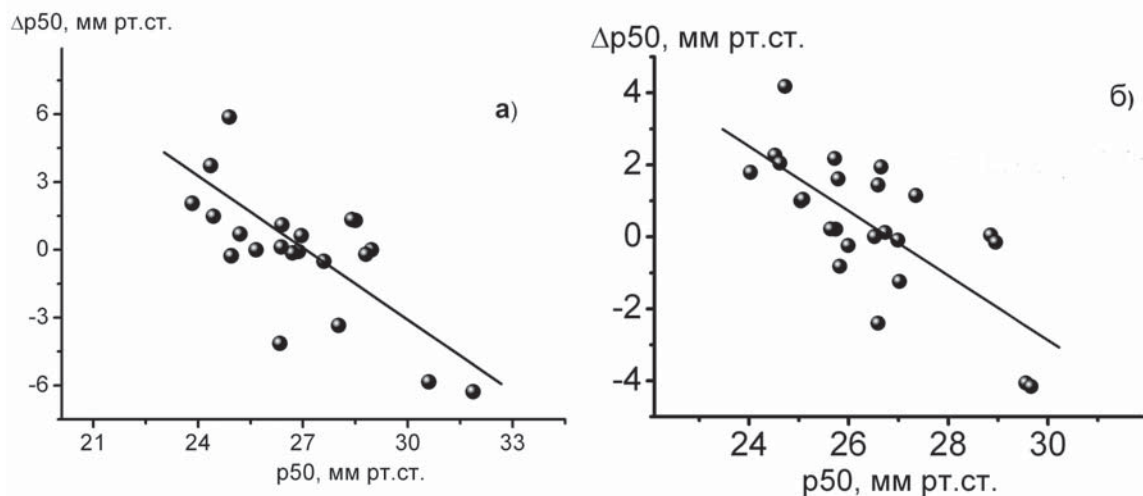 Δp50, мм рт.ст.
а)
6
3
0
-3
-6
21 24 27 30 33
p50, мм рт.ст.
Δp50, мм рт.ст.
б)
4
2
0
-2
-4
24 26 28 30
p50, мм рт.ст.